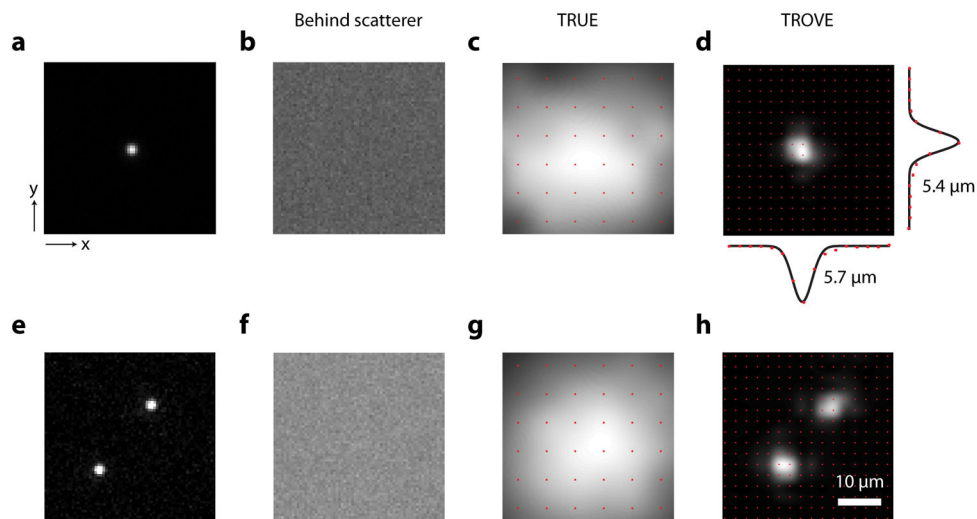 Behind scatterer
TRUE
TROVE
a
b
c
d
y
x
5.4 µm
5.7 µm
e
f
g
h
10 µm